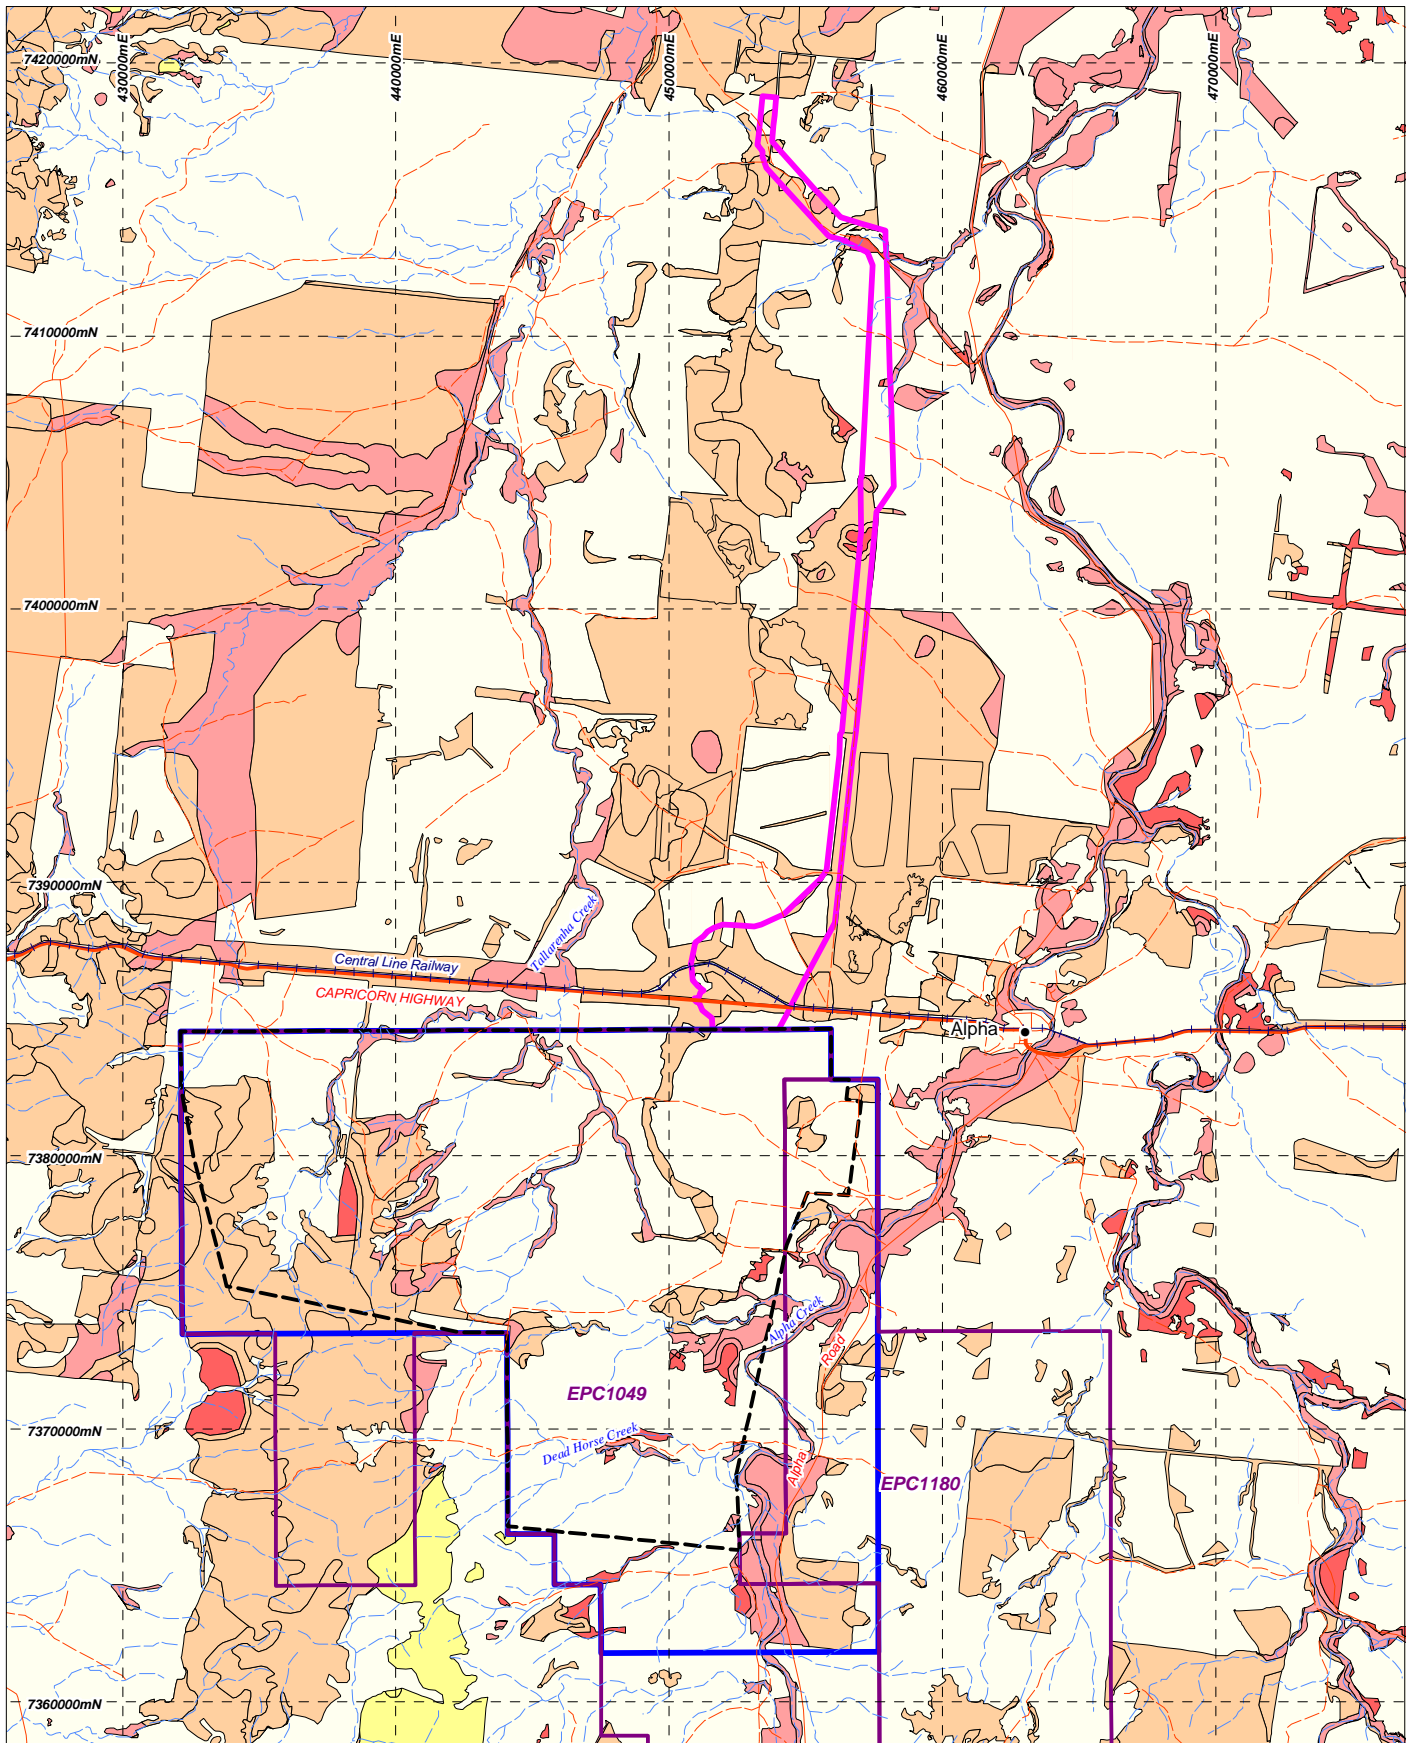 7420000mN
430000mE
440000mE
450000mE
460000mE
470000mE
7410000mN
7400000mN
7390000mN
Tallarenha Creek
Central Line Railway
CAPRICORN HIGHWAY
Alpha
7380000mN
Alpha Creek
Road
EPC1049
7370000mN
Dead Horse Creek
Alpha
EPC1180
7360000mN